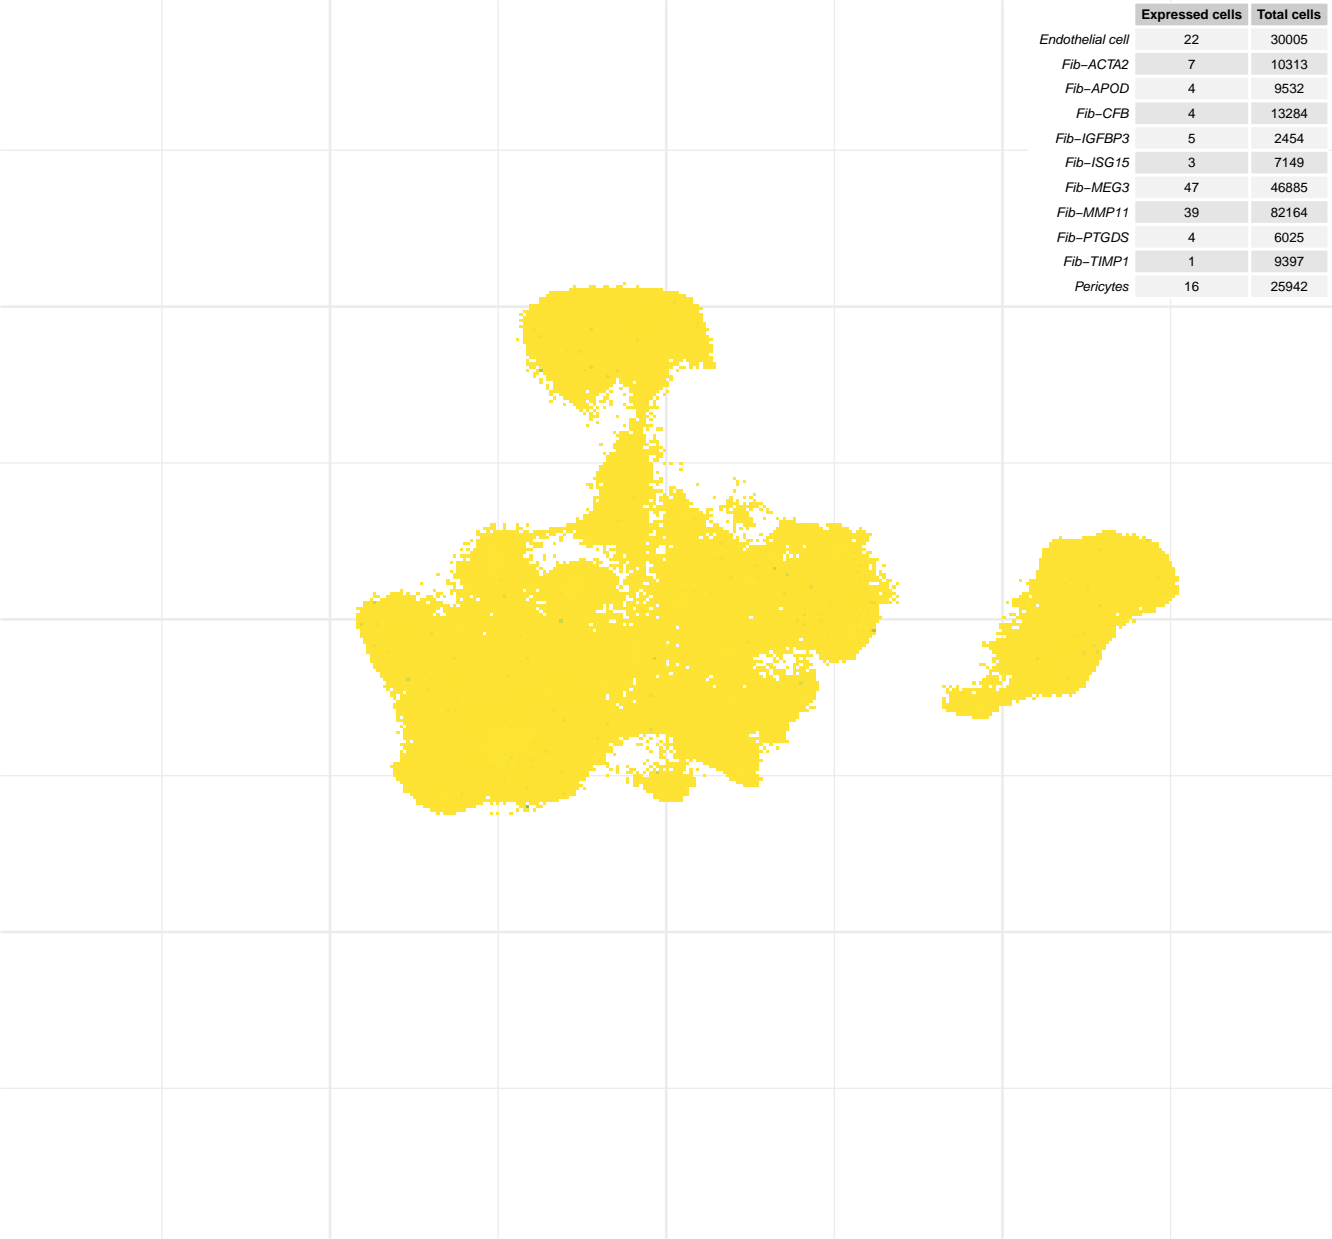 Expressed cells Total cells
Endothelial cell 22 30005
Fib−ACTA2 7 10313
Fib−APOD 4 9532
Fib−CFB 4 13284
Fib−IGFBP3 5 2454
Fib−ISG15 3 7149
Fib−MEG3 47 46885
Fib−MMP11 39 82164
Fib−PTGDS 4 6025
Fib−TIMP1 1 9397
Pericytes 16 25942